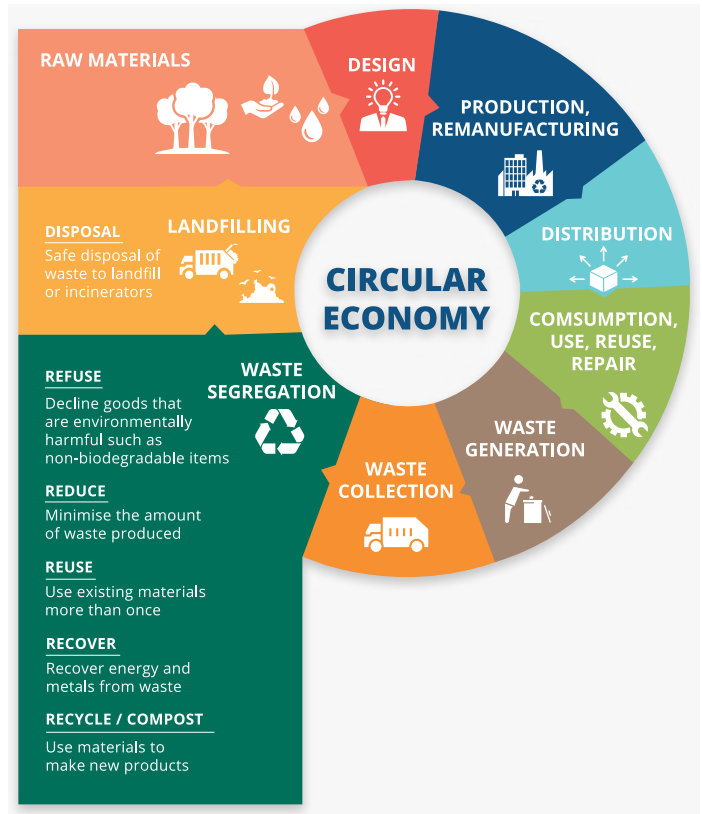 RAW MATERIALS
DESIGN
PRODUCTION,
REMANUFACTURING
DISTRIBUTION
COMSUMPTION,
USE, REUSE,
REPAIR
WASTE
GENERATION
WASTE
COLLECTION
WASTE
SEGREGATION
REFUSE
Decline goods that
are environmentally
harmful such as
non-biodegradable items
REDUCE
Minimise the amount
of waste produced
REUSE
Use existing materials
more than once
RECOVER
Recover energy and
metals from waste
RECYCLE / COMPOST
Use materials to
make new products
LANDFILLING
DISPOSAL
Safe disposal of
waste to landfill
or incinerators
CIRCULAR
ECONOMY